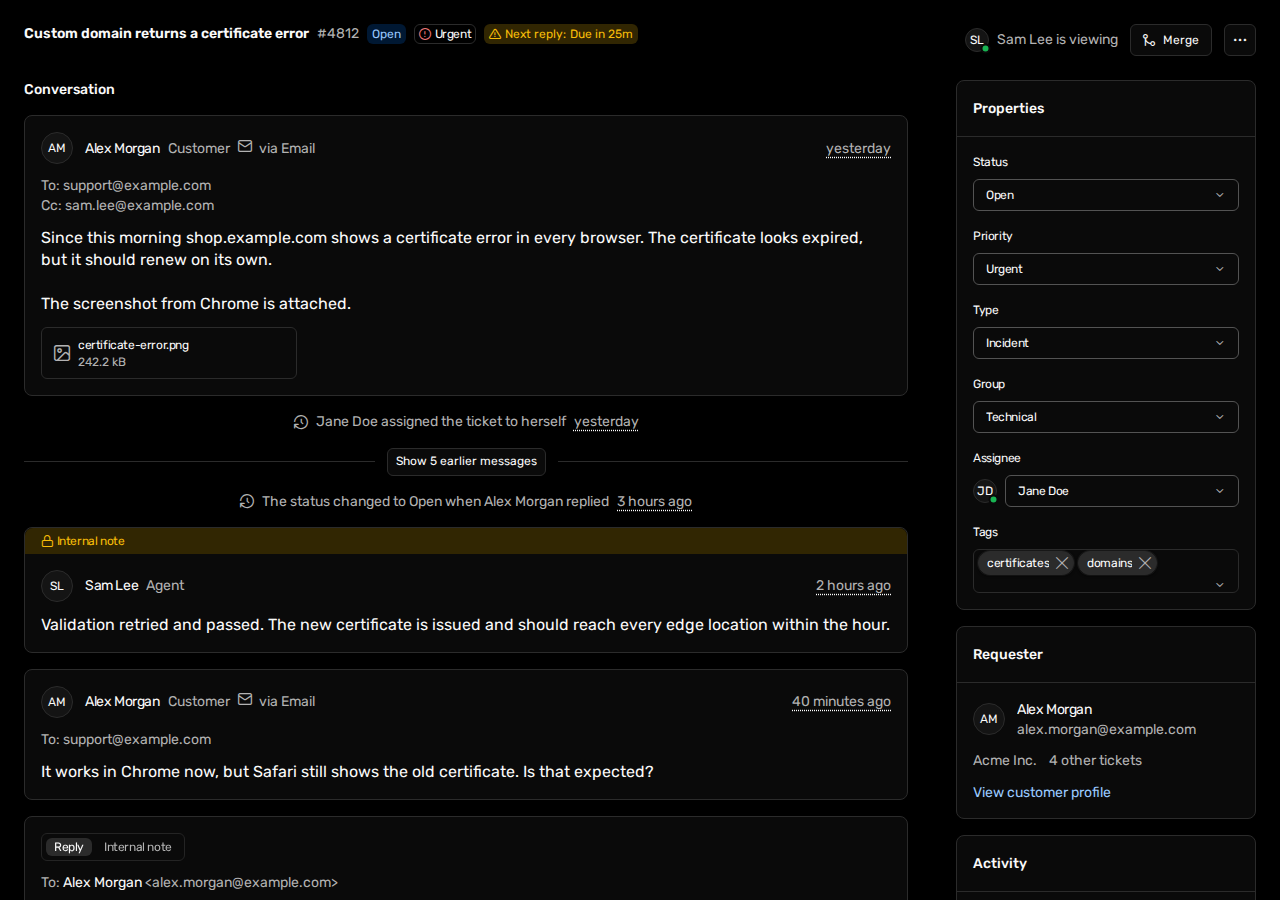 Custom domain returns a certificate error #4812 Open Urgent Next reply: Due in 25m
SL Sam Lee is viewing Merge
Conversation
AM Alex Morgan Customer via Email yesterday
To: support@example.com
Cc: sam.lee@example.com
Since this morning shop.example.com shows a certificate error in every browser. The certificate looks expired,
but it should renew on its own.
The screenshot from Chrome is attached.
certificate-error.png
242.2 kB
Jane Doe assigned the ticket to herself yesterday
Show 5 earlier messages
The status changed to Open when Alex Morgan replied 3 hours ago
Internal note
SL Sam Lee Agent 2 hours ago
Validation retried and passed. The new certificate is issued and should reach every edge location within the hour.
AM Alex Morgan Customer via Email 40 minutes ago
To: support@example.com
It works in Chrome now, but Safari still shows the old certificate. Is that expected?
Reply Internal note
To: Alex Morgan <alex.morgan@example.com>
Properties
Status
Open
Priority
Urgent
Type
Incident
Group
Technical
Assignee
JD Jane Doe
Tags
certificates domains
Requester
AM Alex Morgan
alex.morgan@example.com
Acme Inc. 4 other tickets
View customer profile
Activity